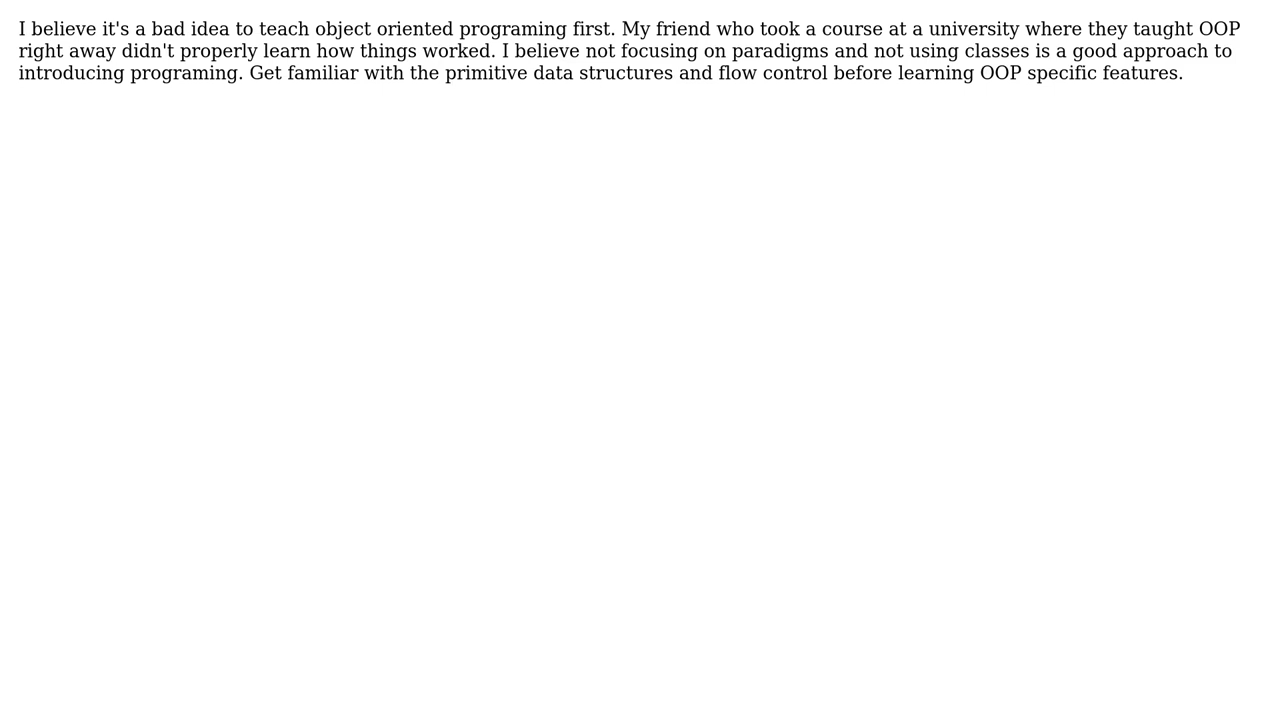 I believe it's a bad idea to teach object oriented programing first. My friend who took a course at a university where they taught OOP
right away didn't properly learn how things worked. I believe not focusing on paradigms and not using classes is a good approach to
introducing programing. Get familiar with the primitive data structures and flow control before learning OOP specific features.